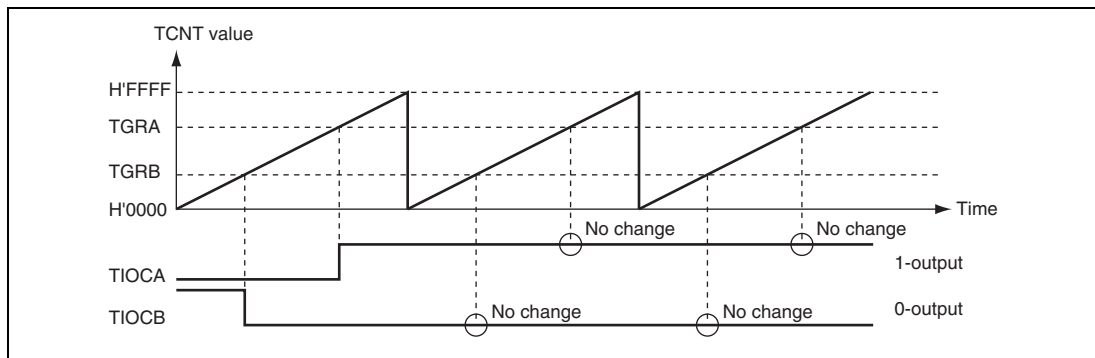 TCNT value
H'FFFF
TGRA
TGRB
H'0000
Time
No change
No change
TIOCA
1-output
TIOCB
No change
No change
0-output